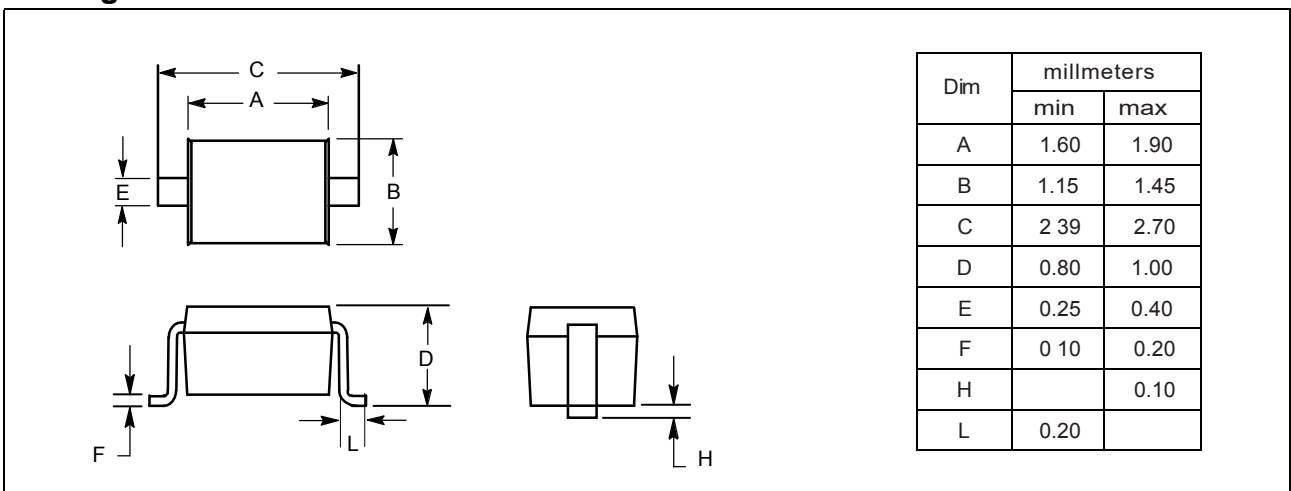 g
C
A
E
B
D
F
L
H
Dim millmeters
min max
A 1.60 1.90
B 1.15 1.45
C 2 39 2.70
D 0.80 1.00
E 0.25 0.40
F 0 10 0.20
H 0.10
L 0.20